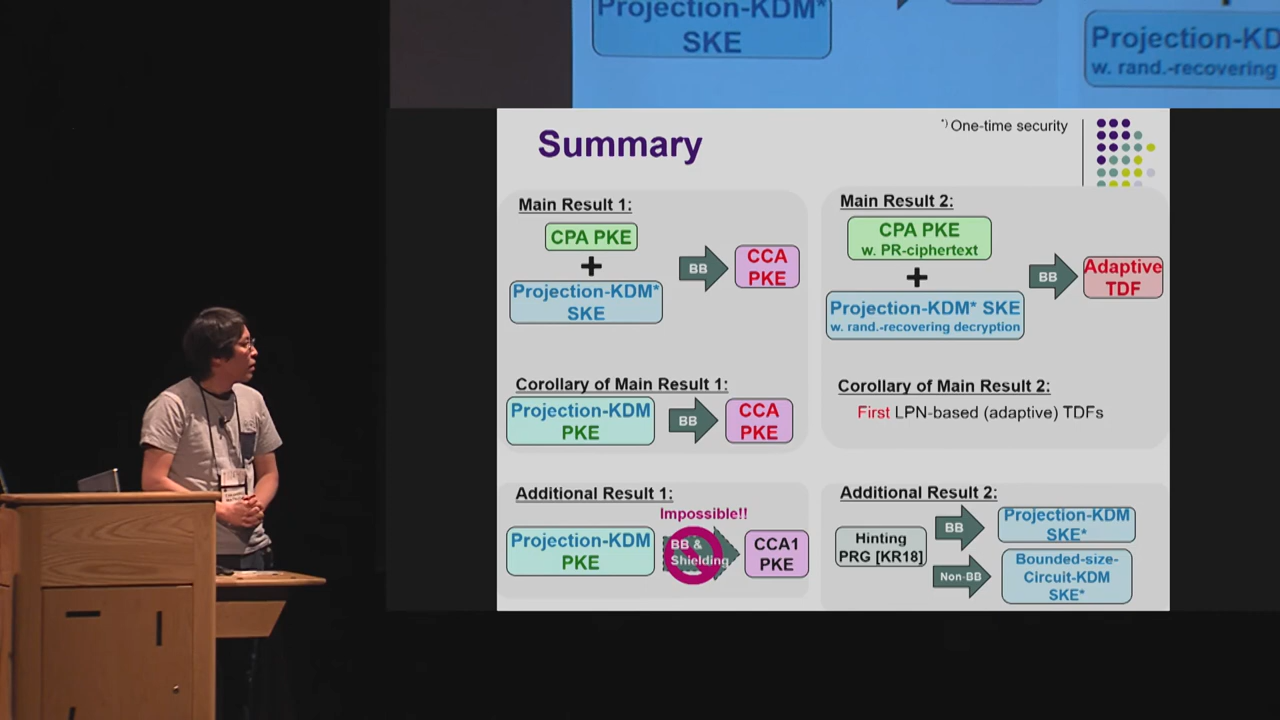 Projection-KDM*
SKE
Projection-KD
w. rand.-recovering
Summary
*) One-time security
Main Result 1:
CPA PKE
+
Projection-KDM*
SKE
BB
CCA
PKE
Main Result 2:
CPA PKE
w. PR-ciphertext
+
Projection-KDM* SKE
w. rand.-recovering decryption
BB
Adaptive
TDF
Corollary of Main Result 1:
Projection-KDM
PKE
BB
CCA
PKE
Corollary of Main Result 2:
First LPN-based (adaptive) TDFs
Additional Result 1:
Impossible!!
Projection-KDM
PKE
BB &
Shielding
CCA1
PKE
Additional Result 2:
Hinting
PRG [KR18]
BB
Projection-KDM
SKE*
Non-BB
Bounded-size-
Circuit-KDM
SKE*